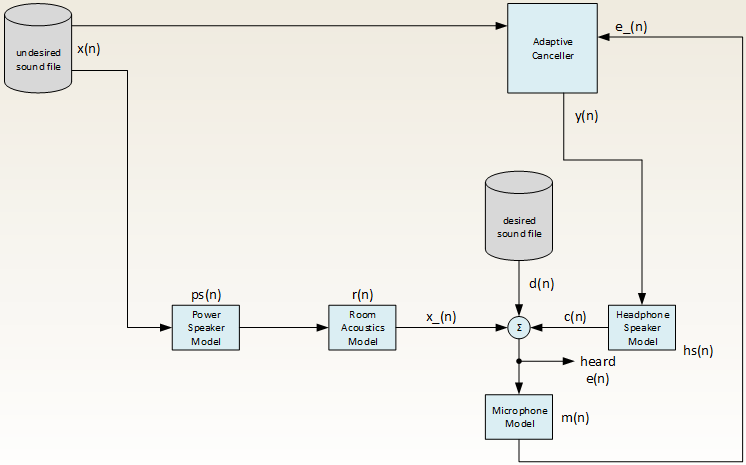 undesired
sound file
x(n)
Adaptive
Canceller
e_(n)
y(n)
desired
sound file
d(n)
ps(n)
Power
Speaker
Model
r(n)
Room
Acoustics
Model
x_(n)
Σ
c(n)
Headphone
Speaker
Model
hs(n)
heard
e(n)
Microphone
Model
m(n)